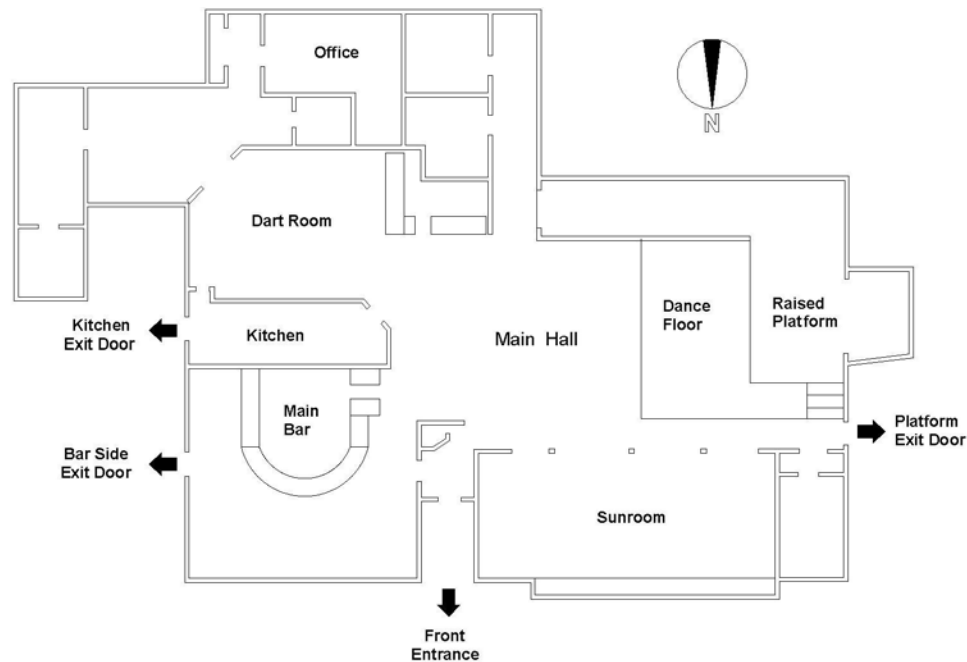 Office
N
Dart Room
Kitchen
Exit Door
Kitchen
Main Hall
Dance
Floor
Raised
Platform
Main
Bar
Bar Side
Exit Door
Platform
Exit Door
Sunroom
Front
Entrance